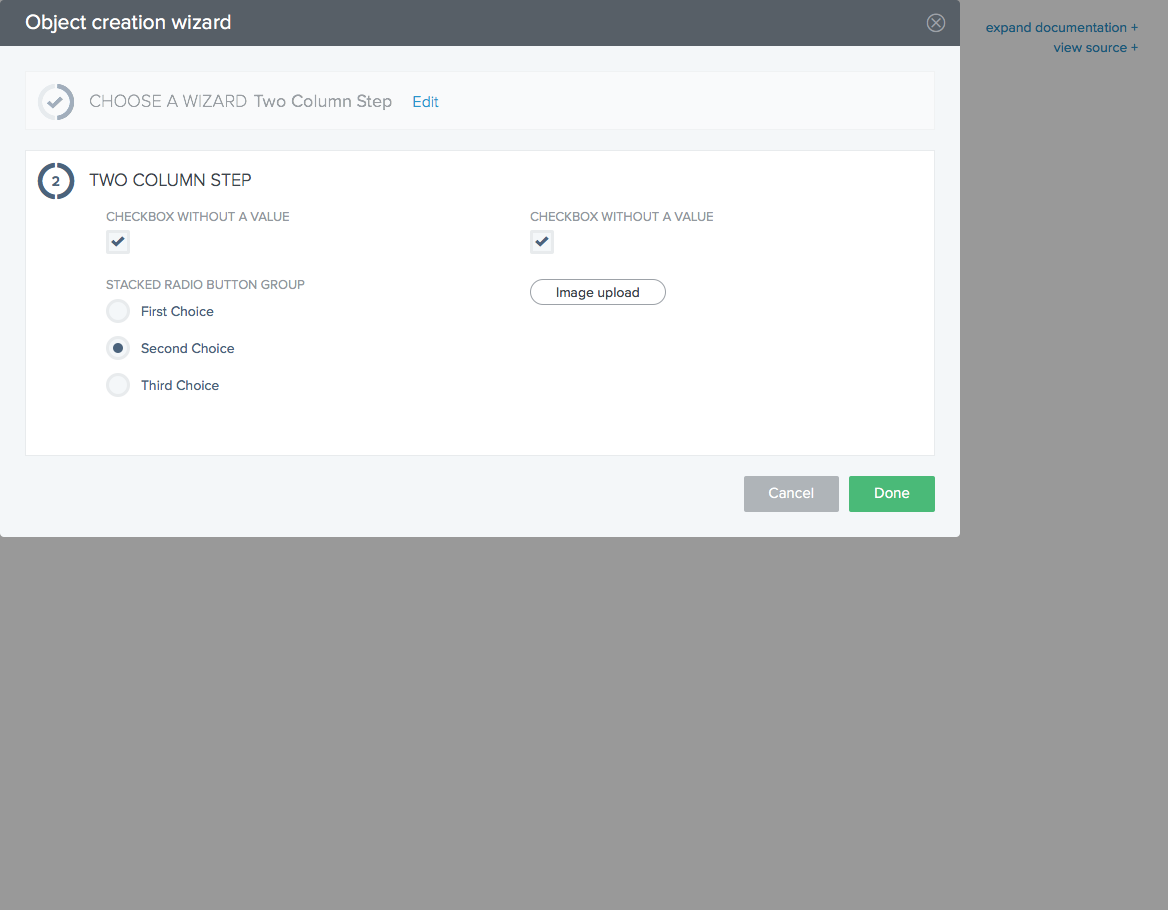 Object creation wizard
expand documentation +
view source +
CHOOSE A WIZARD Two Column Step Edit
2 TWO COLUMN STEP
CHECKBOX WITHOUT A VALUE
CHECKBOX WITHOUT A VALUE
STACKED RADIO BUTTON GROUP
Image upload
First Choice
Second Choice
Third Choice
Cancel
Done